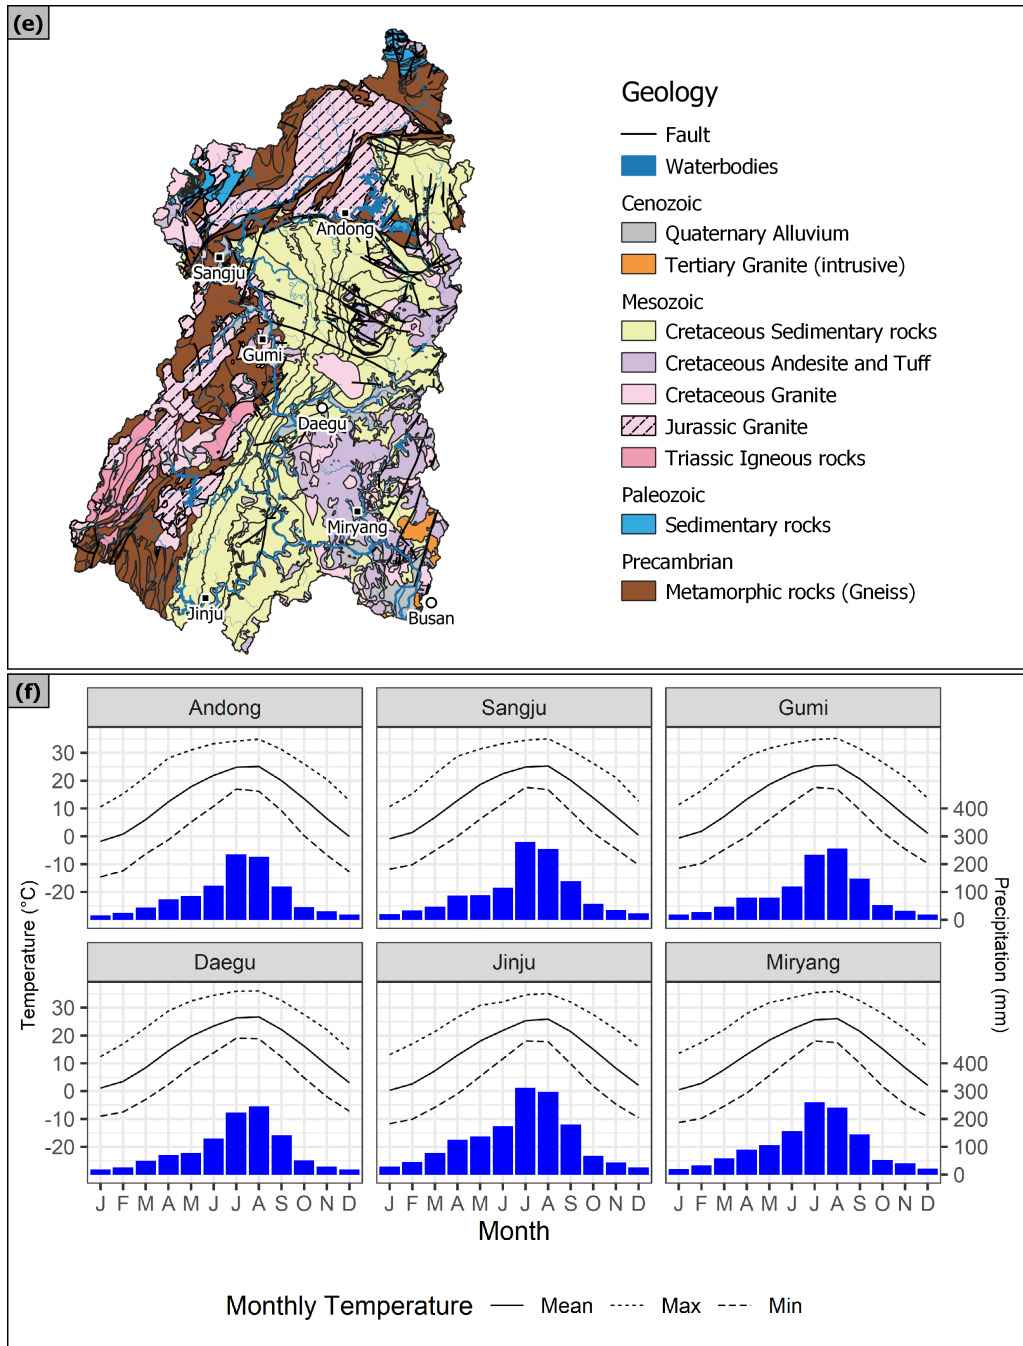 (e)
Geology
Fault
Waterbodies
Cenozoic
Quaternary Alluvium
Tertiary Granite (intrusive)
Mesozoic
Cretaceous Sedimentary rocks
Cretaceous Andesite and Tuff
Cretaceous Granite
Jurassic Granite
Triassic Igneous rocks
Paleozoic
Sedimentary rocks
Precambrian
Metamorphic rocks (Gneiss)
Andong
Sangju
Gumi
Daegu
Miryang
Jinju
Busan
(f)
Andong
Sangju
Gumi
30
20
10
0
-10
-20
400
300
200
100
0
Temperature (°C)
Precipitation (mm)
Daegu
Jinju
Miryang
30
20
10
0
-10
-20
400
300
200
100
0
J F M A M J J A S O N D
J F M A M J J A S O N D
J F M A M J J A S O N D
Month
Monthly Temperature Mean Max Min